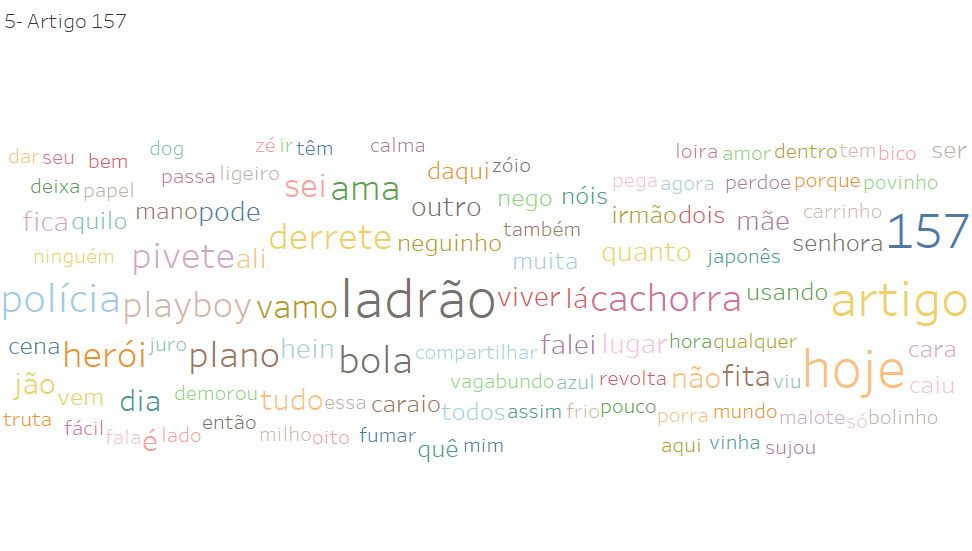 5- Artigo 157
dar seu bem dog zé ir têm calma loira amor dentro tem bico ser
deixa papel passa ligeiro sei ama daqui zóio nego nóis pega agora perdoe porque povinho
fica quilo mano pode outro também irmão dois mãe carrinho 157
ninguém pivete ali derrete neguinho muita quanto japonês senhora
polícia playboy vamo ladrão viver lá cachorra usando artigo
cena herói juro plano hein bola compartilhar falei lugar hora qualquer hoje cara
jão vem dia demorou tudo essa caraio vagabundo azul revolta não fita viu caiu
truta fácil fala é lado então milho oito fumar todos assim frio pouco porra mundo malote só bolinho
quê mim aqui vinha sujou